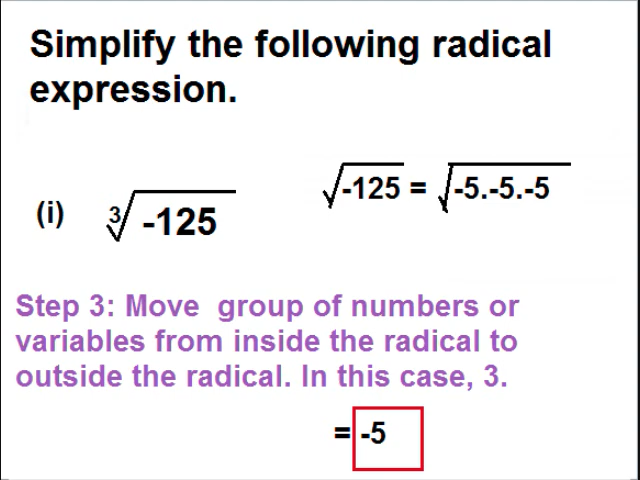 Simplify the following radical
expression.
(i) ∛-125
√-125 = √-5.-5.-5
Step 3: Move group of numbers or
variables from inside the radical to
outside the radical. In this case, 3.
= -5